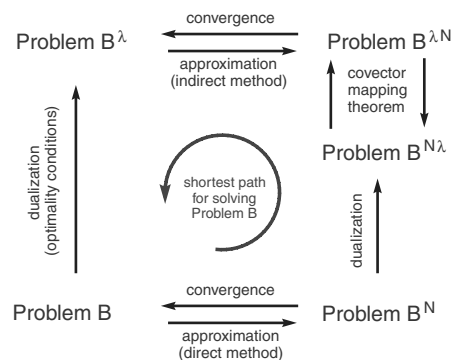 convergence
Problem B^λ
Problem B^λN
approximation
(indirect method)
covector
mapping
theorem
Problem B^Nλ
dualization
(optimality conditions)
shortest path
for solving
Problem B
dualization
convergence
Problem B
Problem B^N
approximation
(direct method)